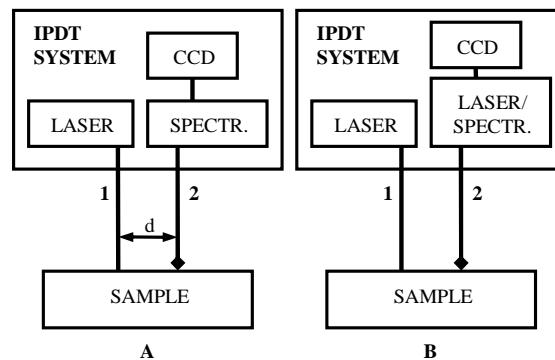 IPDT
SYSTEM
CCD
LASER
SPECTR.
1
2
d
SAMPLE
A
IPDT
SYSTEM
CCD
LASER
LASER/
SPECTR.
1
2
SAMPLE
B